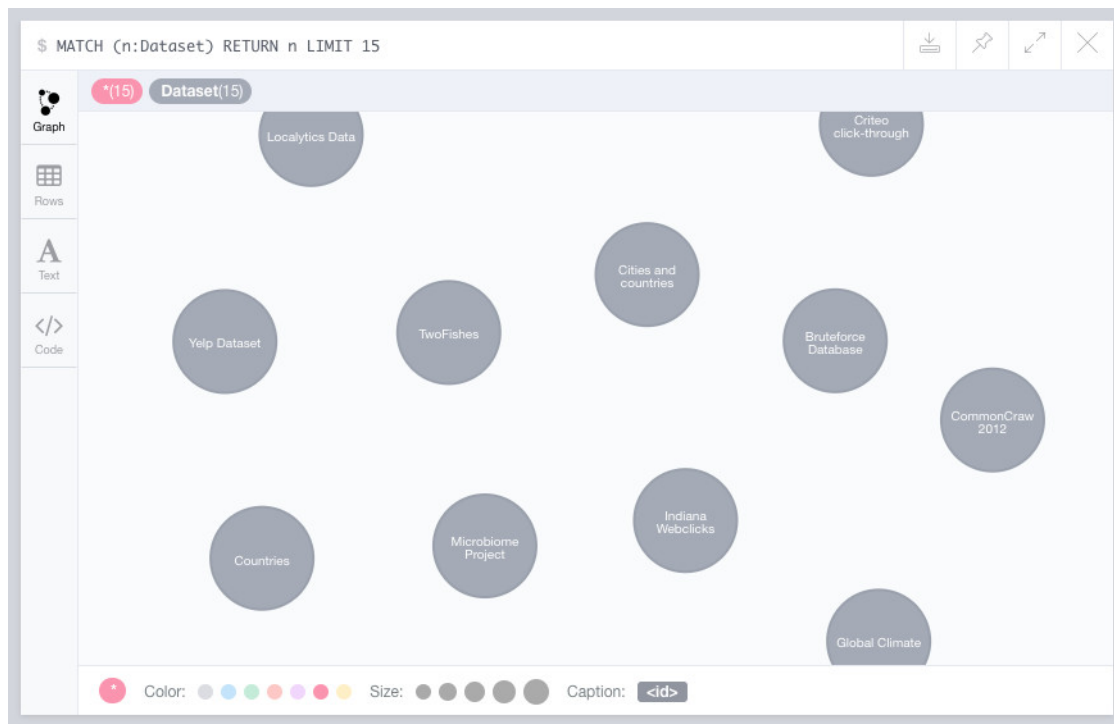 $ MATCH (n:Dataset) RETURN n LIMIT 15
*(15) Dataset(15)
Graph
Rows
A
Text
</>
Code
Localytics Data
Criteo
click-through
Cities and
countries
Yelp Dataset
TwoFishes
Bruteforce
Database
CommonCraw
2012
Countries
Microbiome
Project
Indiana
Webclicks
Global Climate
* Color: Size: Caption: <id>